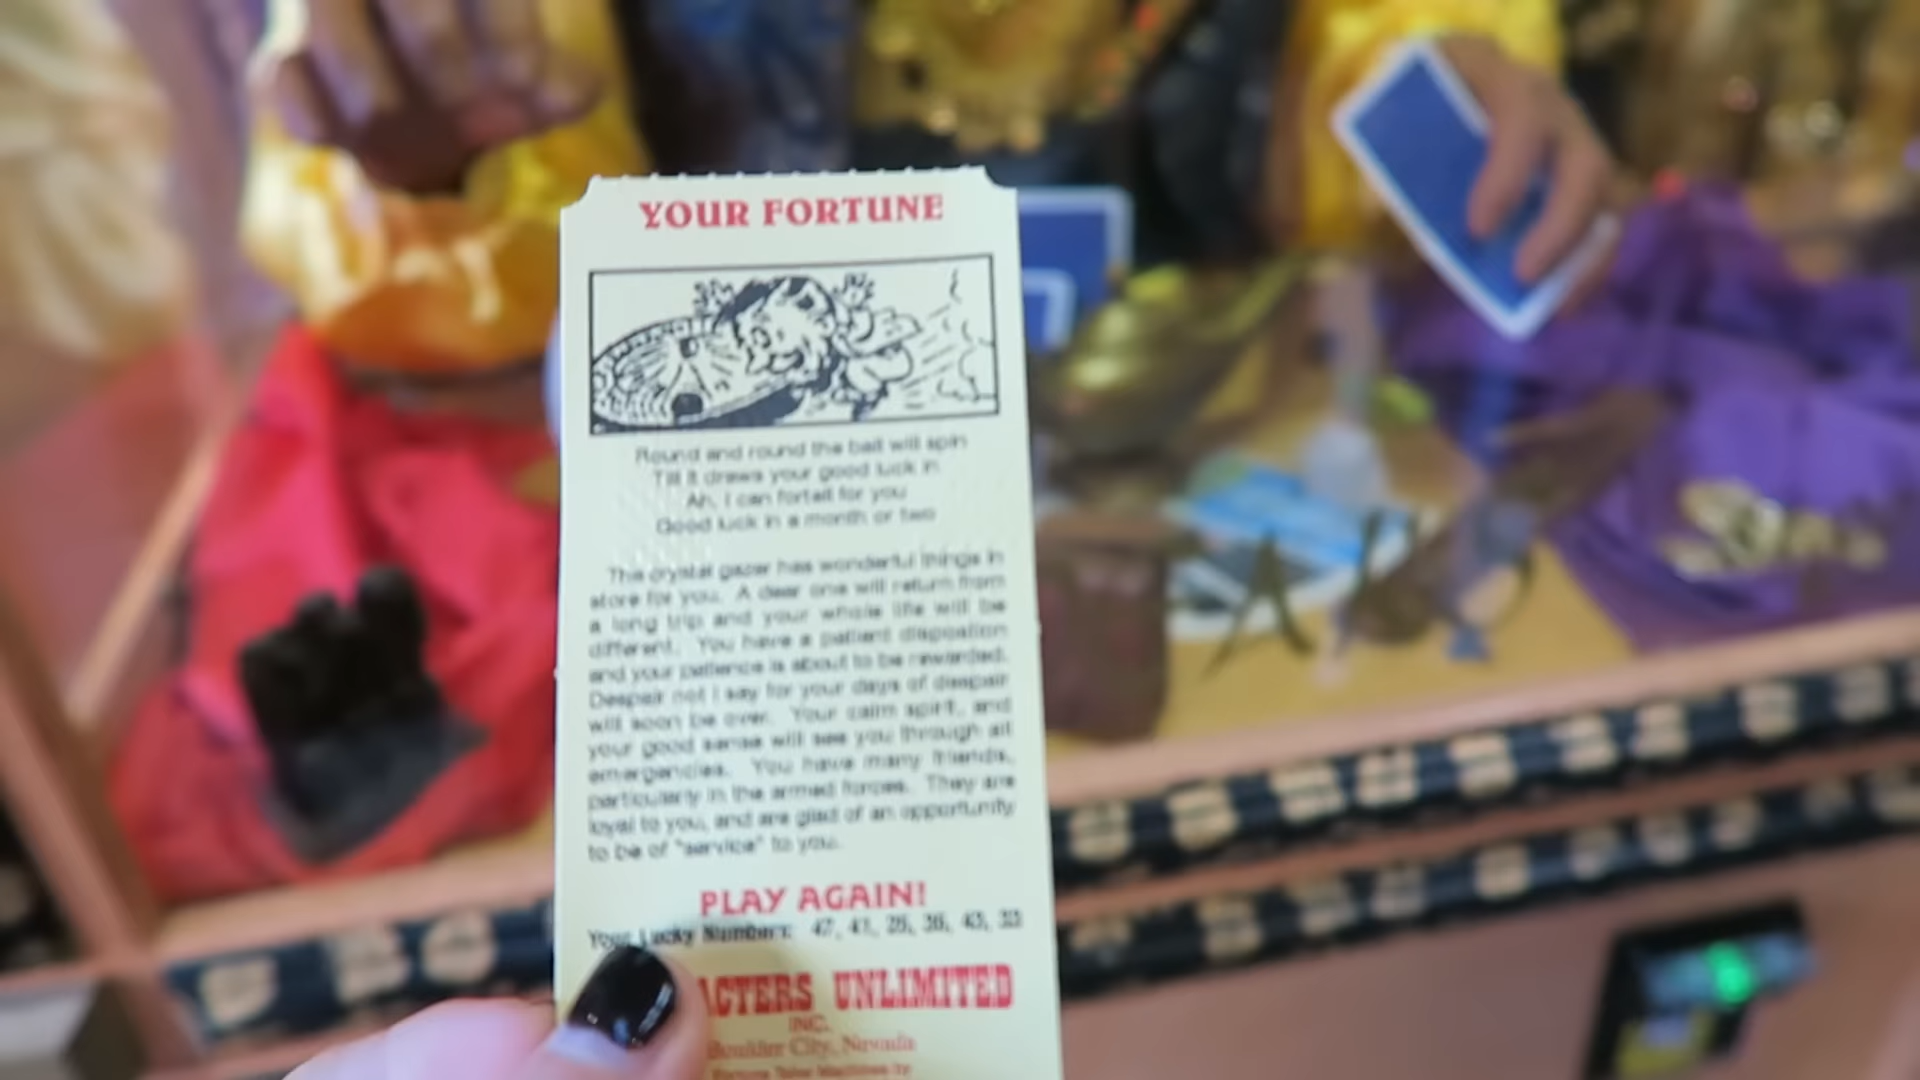 YOUR FORTUNE
Round and round the ball will spin
Till it draws your good luck in
Ah, I can fortell for you
Good luck in a month or two
The crystal gazer has wonderful things in
store for you. A dear one will return from
a long trip and your whole life will be
different. You have a patient disposition
and your patience is about to be rewarded.
Despair not I say for your days of despair
will soon be over. Your calm spirit, and
your good sense will see you through all
emergencies. You have many friends,
particularly in the armed forces. They are
loyal to you, and are glad of an opportunity
to be of "service" to you.
PLAY AGAIN!
Your Lucky Numbers: 47, 41, 36, 43, 33
ACTERS UNLIMITED
INC.
Boulder City, Nevada